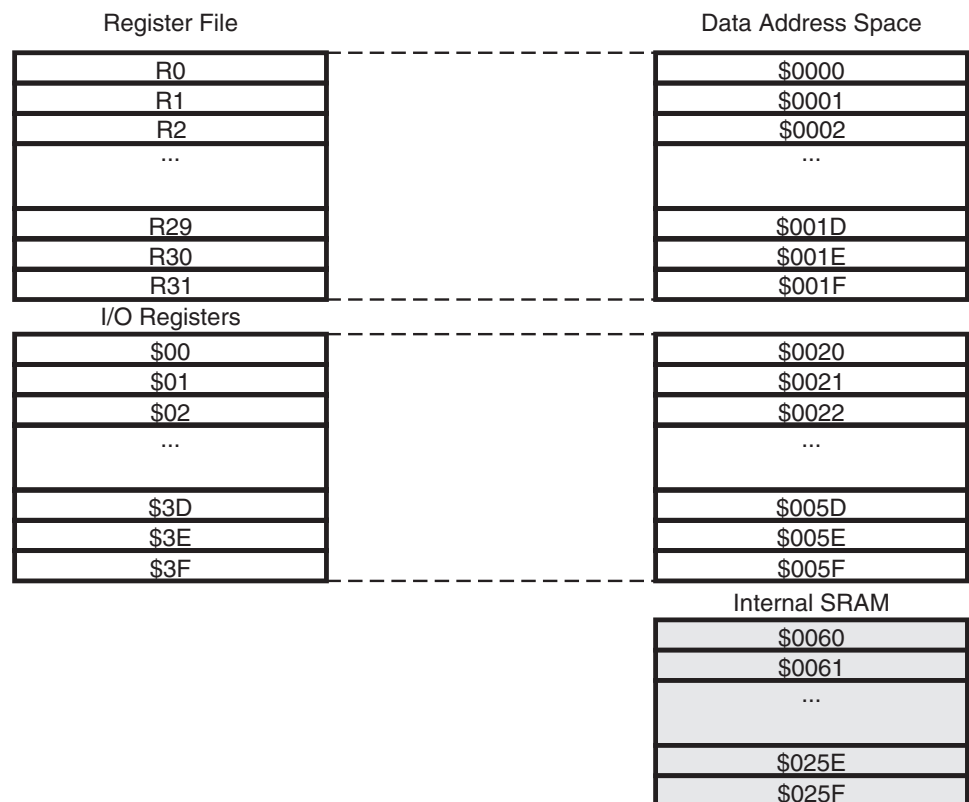 Register File
Data Address Space
R0
$0000
R1
$0001
R2
$0002
...
...
R29
$001D
R30
$001E
R31
$001F
I/O Registers
$00
$0020
$01
$0021
$02
$0022
...
...
$3D
$005D
$3E
$005E
$3F
$005F
Internal SRAM
$0060
$0061
...
$025E
$025F